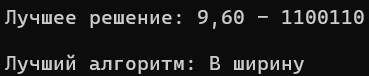 Лучшее решение: 9,60 - 1100110
Лучший алгоритм: В ширину